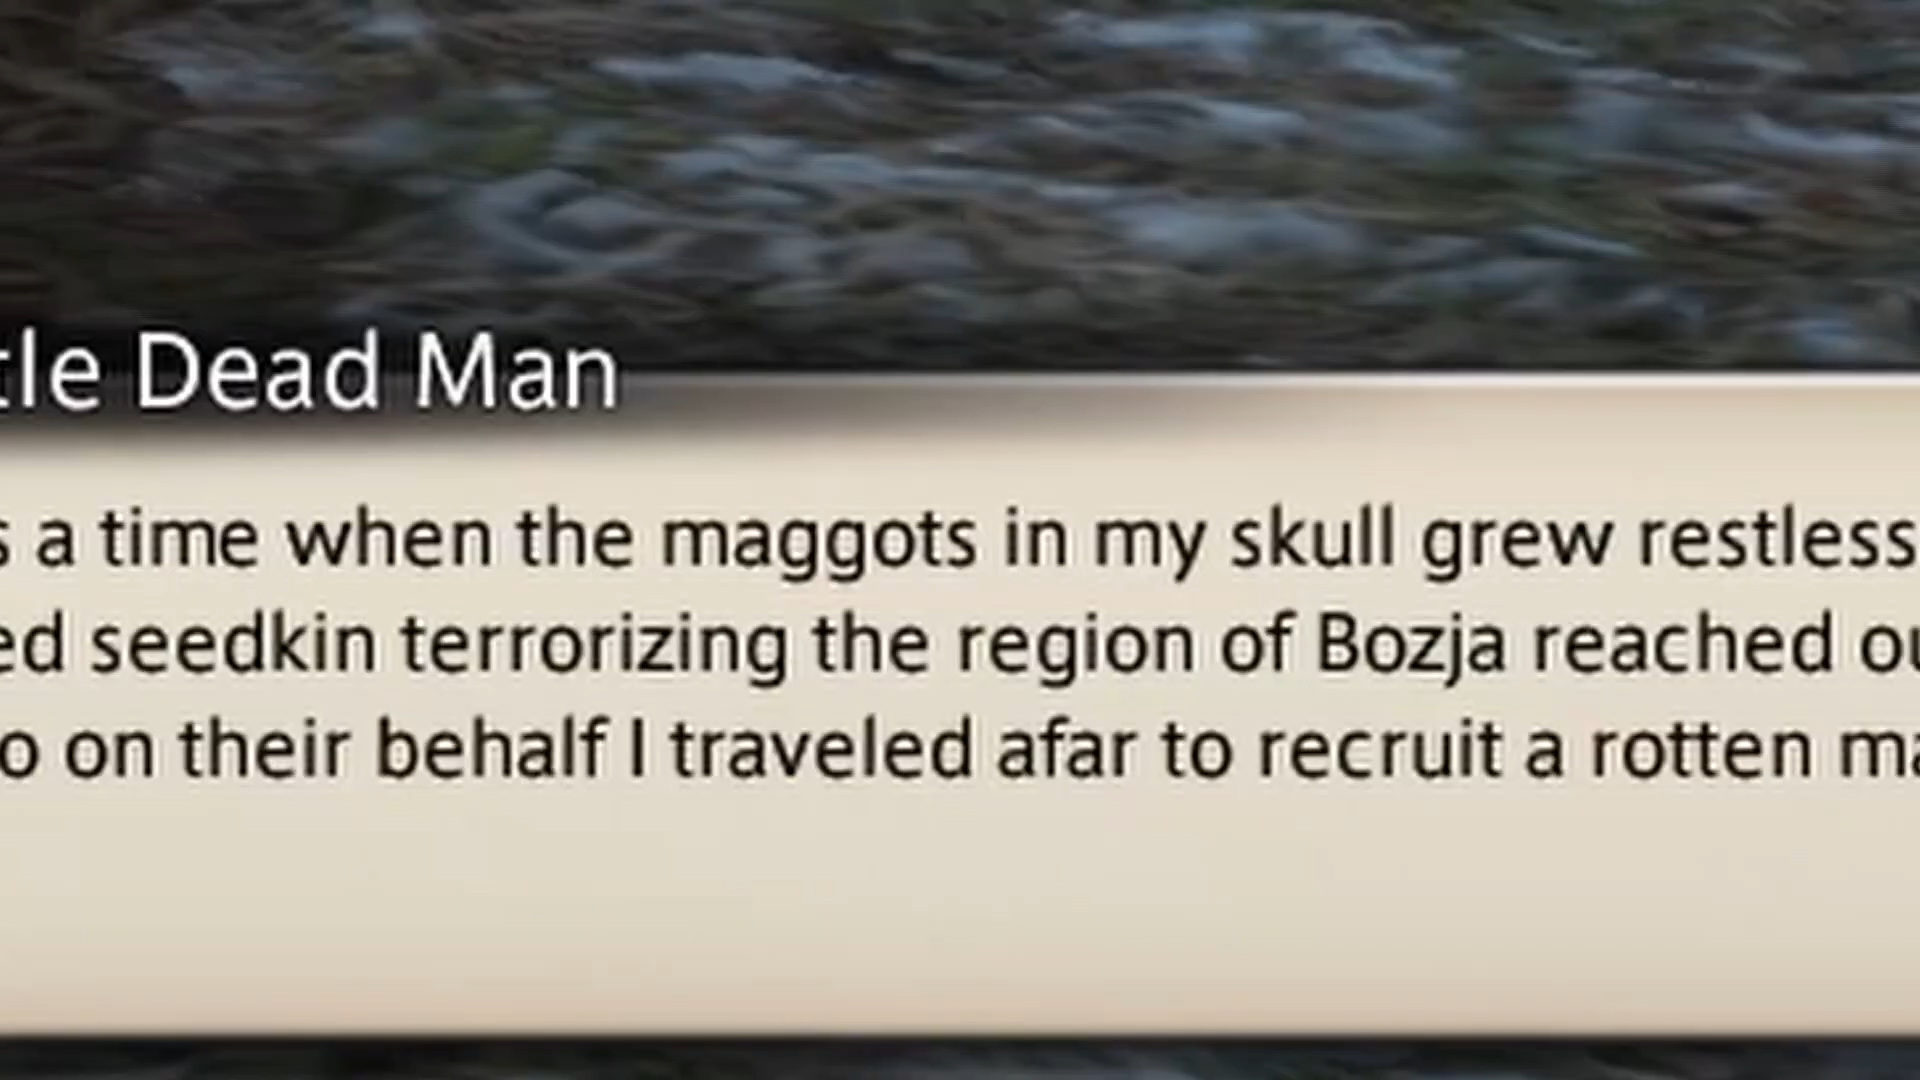 tle Dead Man
s a time when the maggots in my skull grew restless
ed seedkin terrorizing the region of Bozja reached ou
o on their behalf I traveled afar to recruit a rotten ma